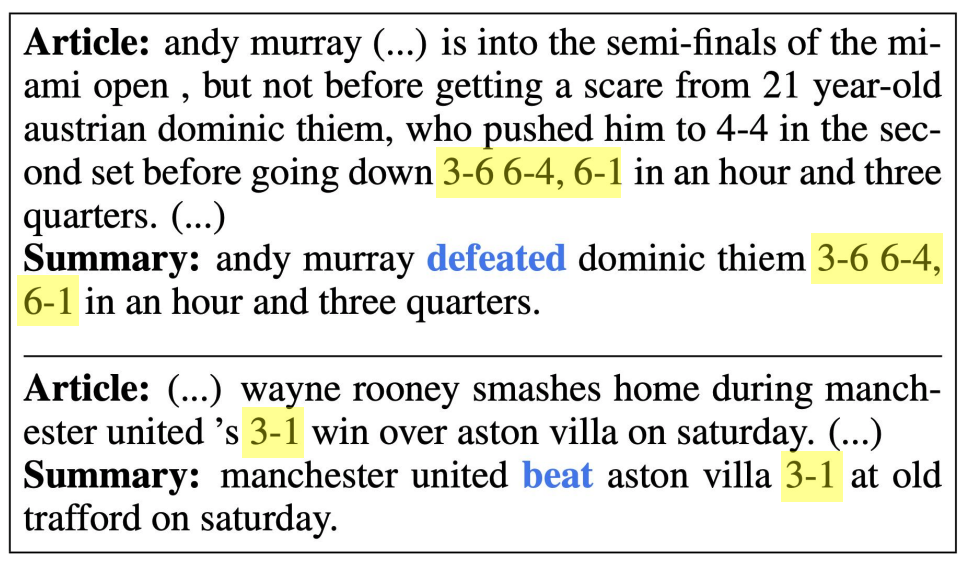 Article: andy murray (...) is into the semi-finals of the mi-
ami open , but not before getting a scare from 21 year-old
austrian dominic thiem, who pushed him to 4-4 in the sec-
ond set before going down 3-6 6-4, 6-1 in an hour and three
quarters. (...)
Summary: andy murray defeated dominic thiem 3-6 6-4,
6-1 in an hour and three quarters.
Article: (...) wayne rooney smashes home during manch-
ester united 's 3-1 win over aston villa on saturday. (...)
Summary: manchester united beat aston villa 3-1 at old
trafford on saturday.